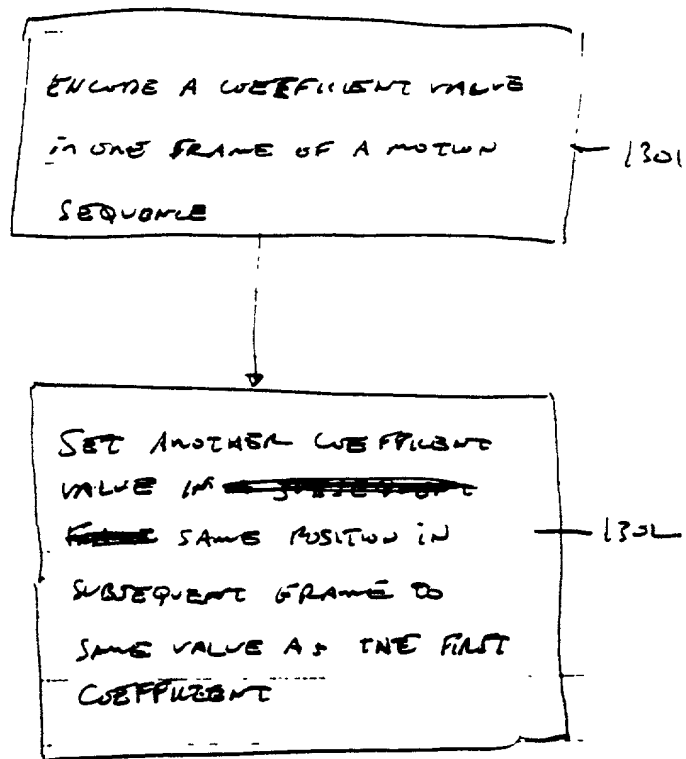 ENCODE A COEFFICIENT VALUE
in ONE FRAME OF A MOTION
SEQUENCE
1301
SET ANOTHER COEFFICIENT
VALUE IN
SAME POSITION iN
1302
SUBSEQUENT FRAME TO
SAME VALUE AS THE FIRST
COEFFICIENT